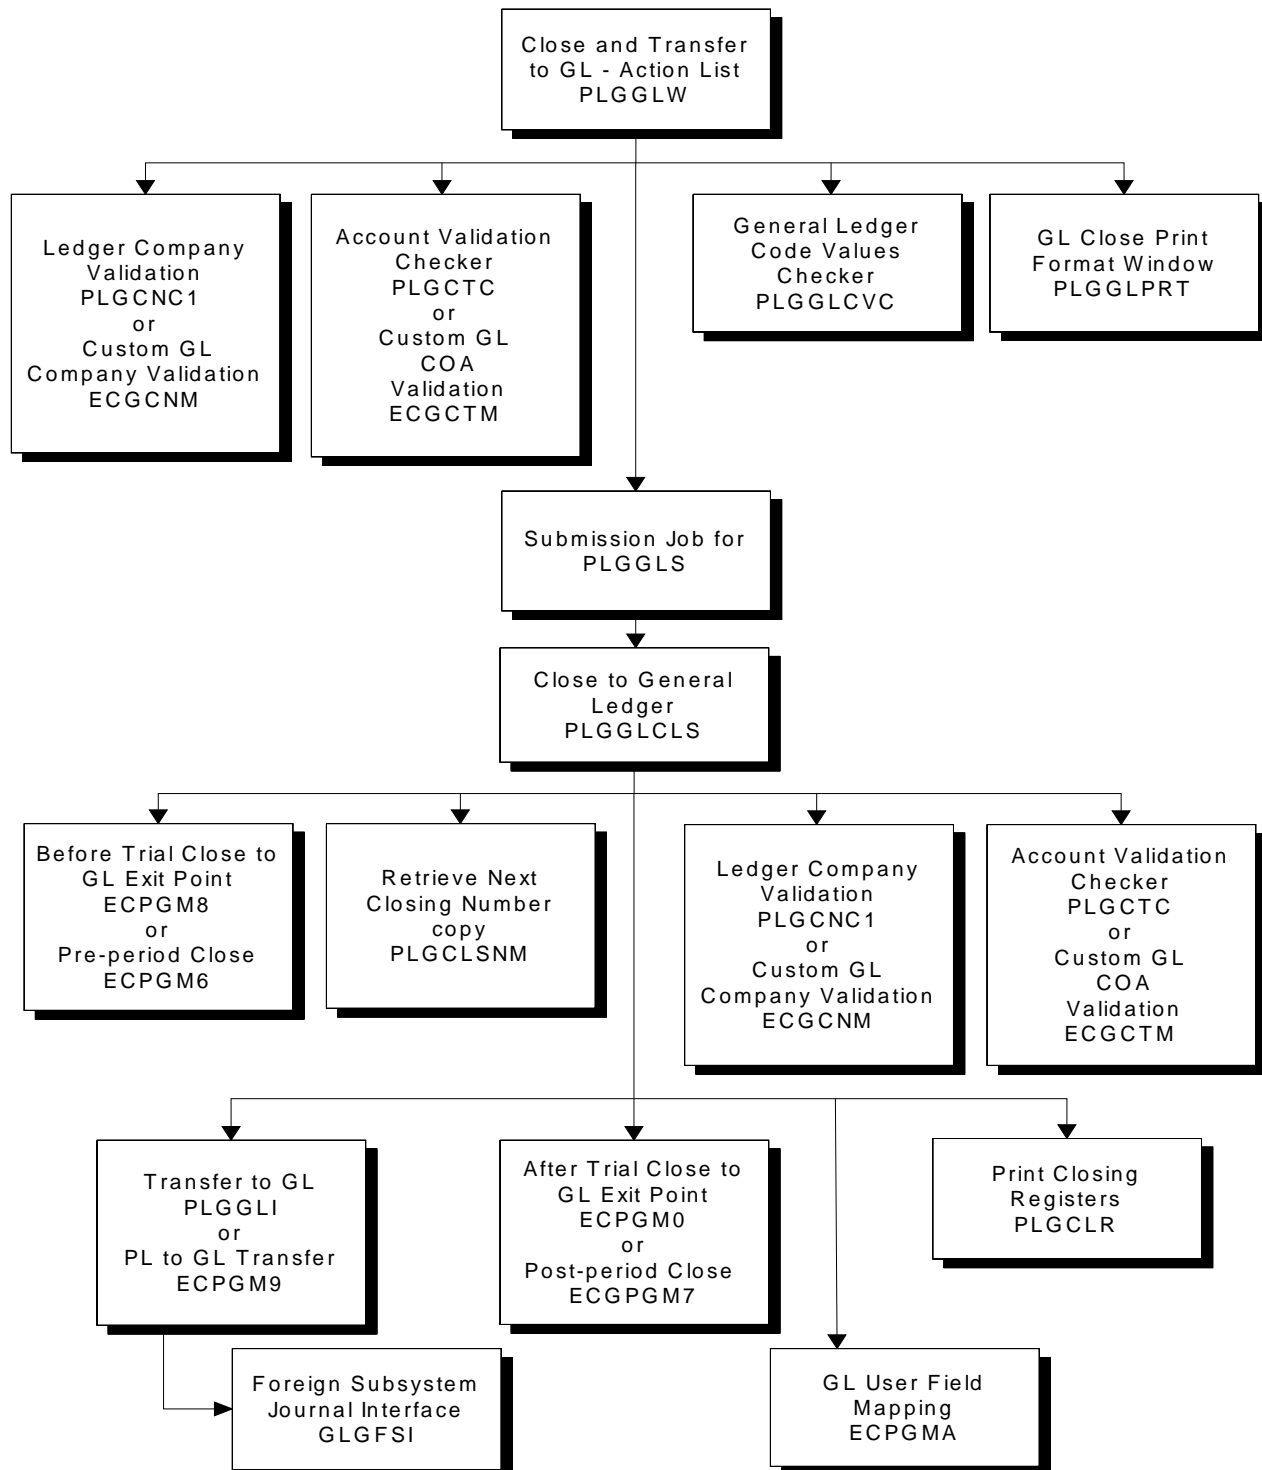 Close and Transfer
to GL - Action List
PLGGLW
Ledger Company
Validation
PLGCNC1
or
Custom GL
Company Validation
ECGCNM
Account Validation
Checker
PLGCTC
or
Custom GL
COA
Validation
ECGCTM
General Ledger
Code Values
Checker
PLGGLCVC
GL Close Print
Format Window
PLGGLPRT
Submission Job for
PLGGLS
Close to General
Ledger
PLGGLCLS
Before Trial Close to
GL Exit Point
ECPGM8
or
Pre-period Close
ECPGM6
Retrieve Next
Closing Number
copy
PLGCLSNM
Ledger Company
Validation
PLGCNC1
or
Custom GL
Company Validation
ECGCNM
Account Validation
Checker
PLGCTC
or
Custom GL
COA
Validation
ECGCTM
Transfer to GL
PLGGLI
or
PL to GL Transfer
ECPGM9
After Trial Close to
GL Exit Point
ECPGM0
or
Post-period Close
ECGPGM7
Print Closing
Registers
PLGCLR
Foreign Subsystem
Journal Interface
GLGFSI
GL User Field
Mapping
ECPGMA